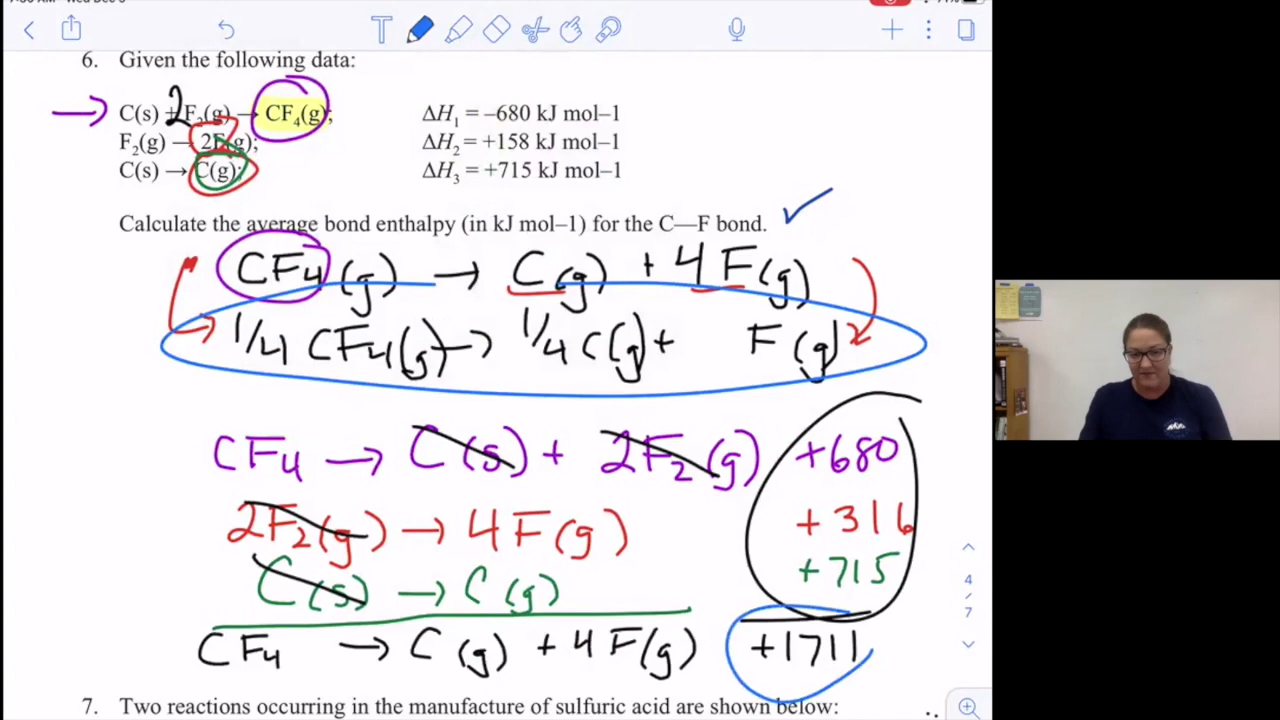 6. Given the following data:
C(s) + 2F₂(g) → CF₄(g); ΔH₁ = –680 kJ mol–1
F₂(g) → 2F(g); ΔH₂ = +158 kJ mol–1
C(s) → C(g); ΔH₃ = +715 kJ mol–1
Calculate the average bond enthalpy (in kJ mol–1) for the C—F bond.
CF4(g) → C(g) + 4F(g)
1/4 CF4(g) → 1/4 C(g) + F(g)
CF4 → C(s) + 2F2(g) +680
2F2(g) → 4F(g) +316
C(s) → C(g) +715
CF4 → C(g) + 4F(g) +1711
4
/
7
7. Two reactions occurring in the manufacture of sulfuric acid are shown below: